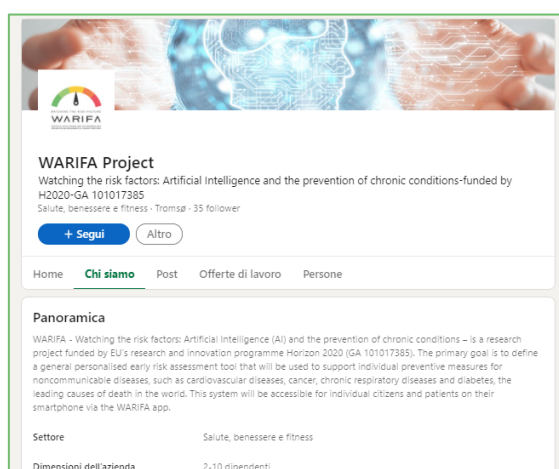 WARIFA
WARIFA Project
Watching the risk factors: Artificial Intelligence and the prevention of chronic conditions-funded by
H2020-GA 101017385
Salute, benessere e fitness · Tromsø · 35 follower
+ Segui
Altro
Home Chi siamo Post Offerte di lavoro Persone
Panoramica
WARIFA - Watching the risk factors: Artificial Intelligence (AI) and the prevention of chronic conditions – is a research
project funded by EU's research and innovation programme Horizon 2020 (GA 101017385). The primary goal is to define
a general personalised early risk assessment tool that will be used to support individual preventive measures for
noncommunicable diseases, such as cardiovascular diseases, cancer, chronic respiratory diseases and diabetes, the
leading causes of death in the world. This system will be accessible for individual citizens and patients on their
smartphone via the WARIFA app.
Settore Salute, benessere e fitness
Dimensioni dell'azienda 2-10 dipendenti